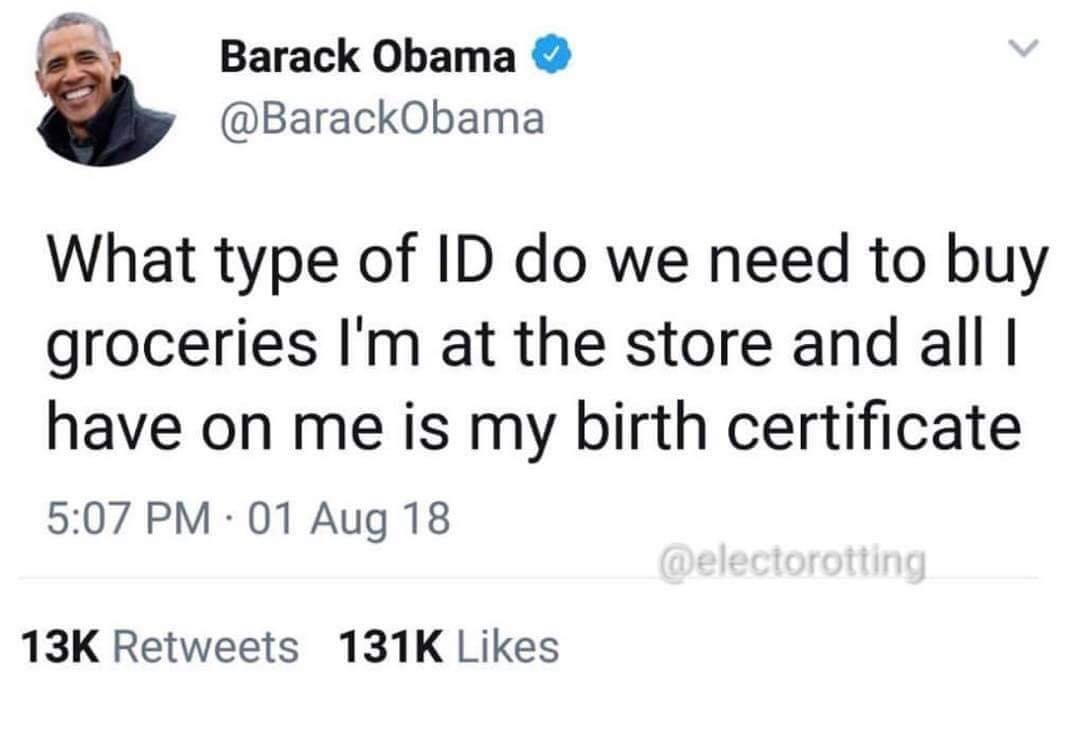 Barack Obama
@BarackObama
What type of ID do we need to buy
groceries I'm at the store and all I
have on me is my birth certificate
5:07 PM · 01 Aug 18
@electorotting
13K Retweets 131K Likes